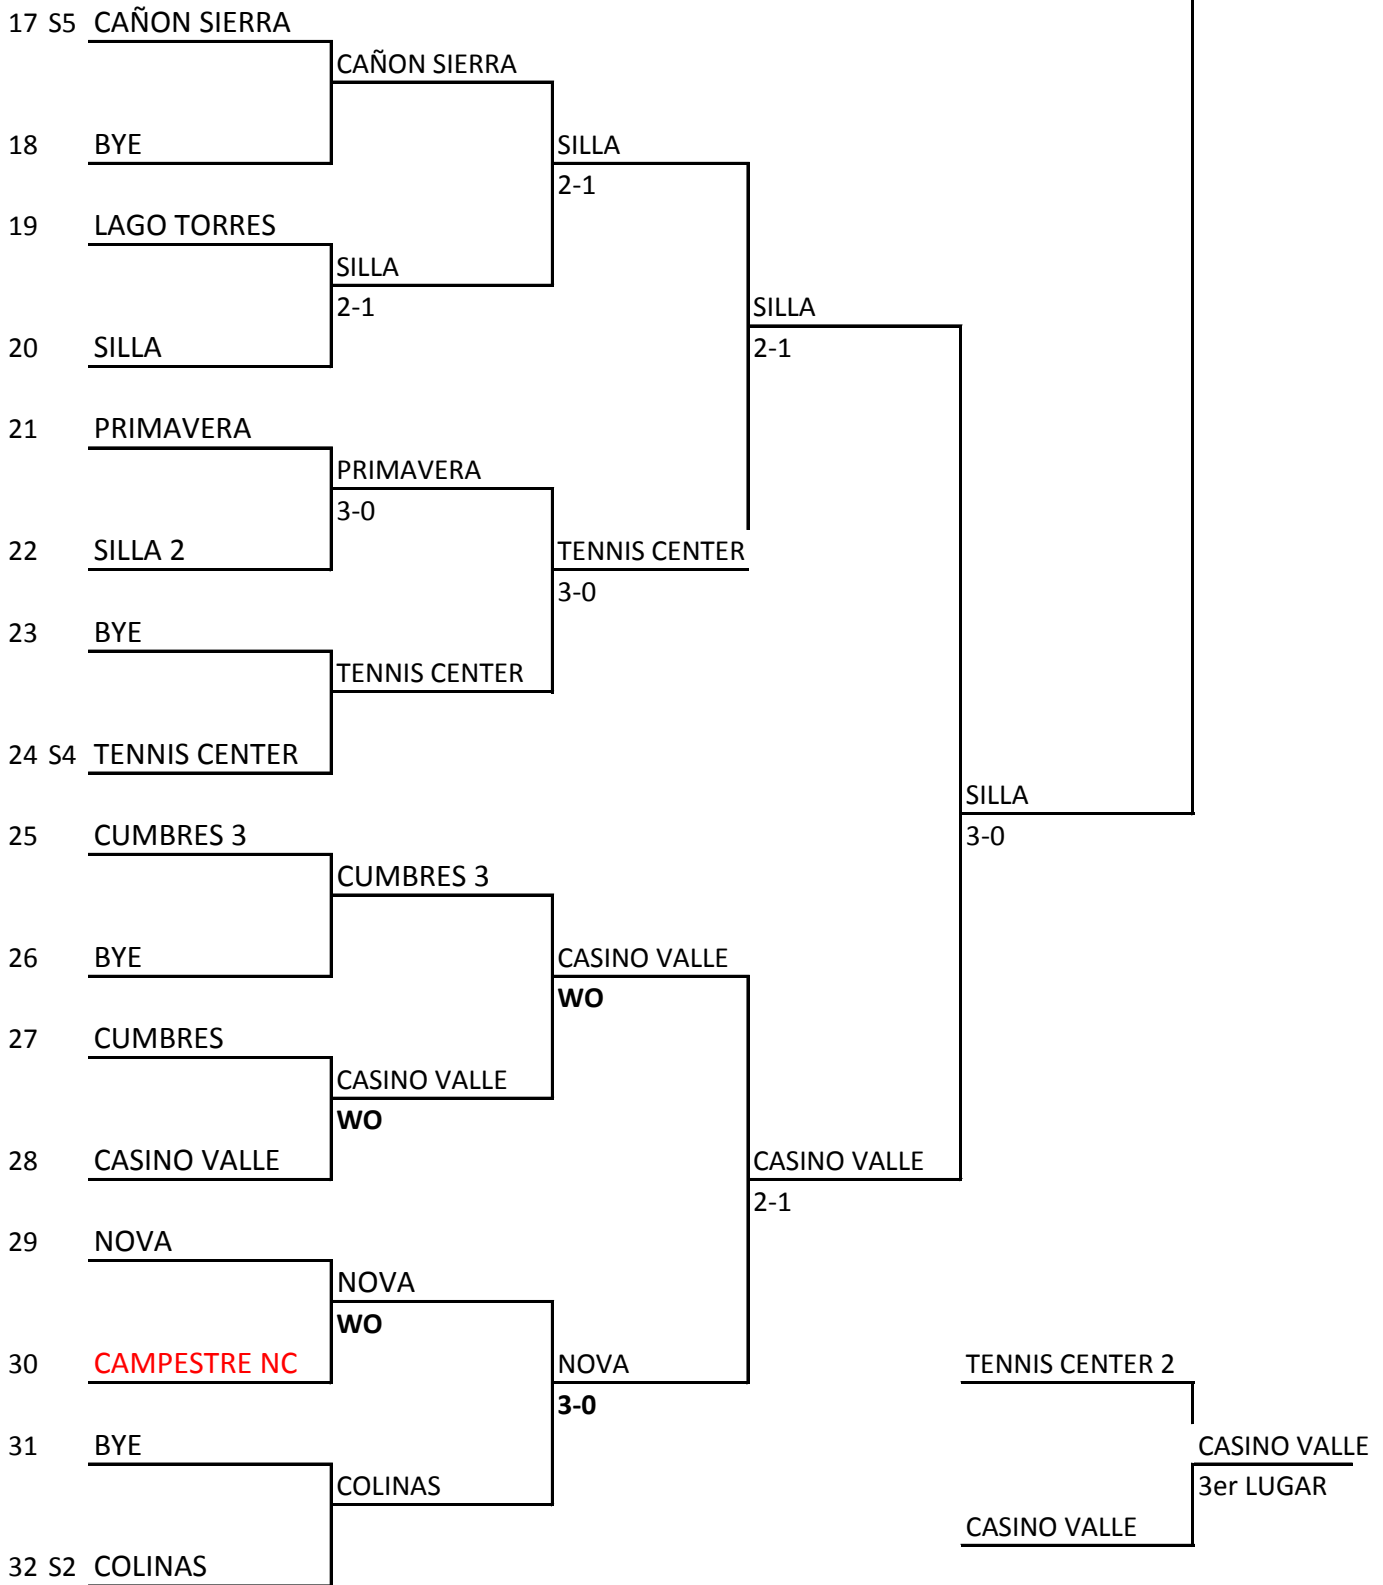 17 S5 CAÑON SIERRA
CAÑON SIERRA
18 BYE
SILLA
2-1
19 LAGO TORRES
SILLA
2-1
SILLA
20 SILLA
2-1
21 PRIMAVERA
PRIMAVERA
3-0
22 SILLA 2
TENNIS CENTER
3-0
23 BYE
TENNIS CENTER
24 S4 TENNIS CENTER
SILLA
25 CUMBRES 3
3-0
CUMBRES 3
26 BYE
CASINO VALLE
WO
27 CUMBRES
CASINO VALLE
WO
28 CASINO VALLE
CASINO VALLE
2-1
29 NOVA
NOVA
WO
30 CAMPESTRE NC
NOVA
TENNIS CENTER 2
3-0
31 BYE
CASINO VALLE
COLINAS
3er LUGAR
CASINO VALLE
32 S2 COLINAS